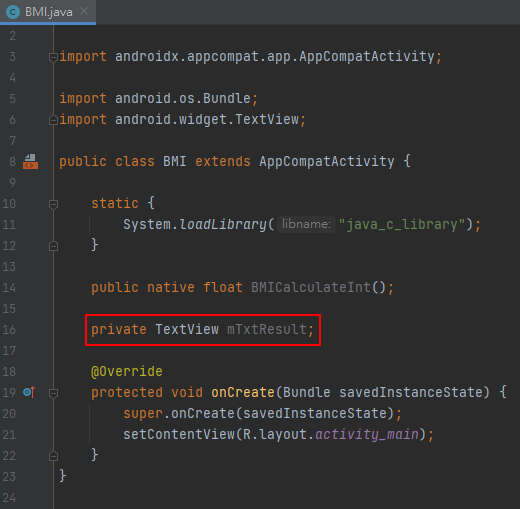 BMI.java
2
3 import androidx.appcompat.app.AppCompatActivity;
4
5 import android.os.Bundle;
6 import android.widget.TextView;
7
8 public class BMI extends AppCompatActivity {
9
10 static {
11 System.loadLibrary( libname: "java_c_library");
12 }
13
14 public native float BMICalculateInt();
15
16 private TextView mTxtResult;
17
18 @Override
19 protected void onCreate(Bundle savedInstanceState) {
20 super.onCreate(savedInstanceState);
21 setContentView(R.layout.activity_main);
22 }
23 }
24